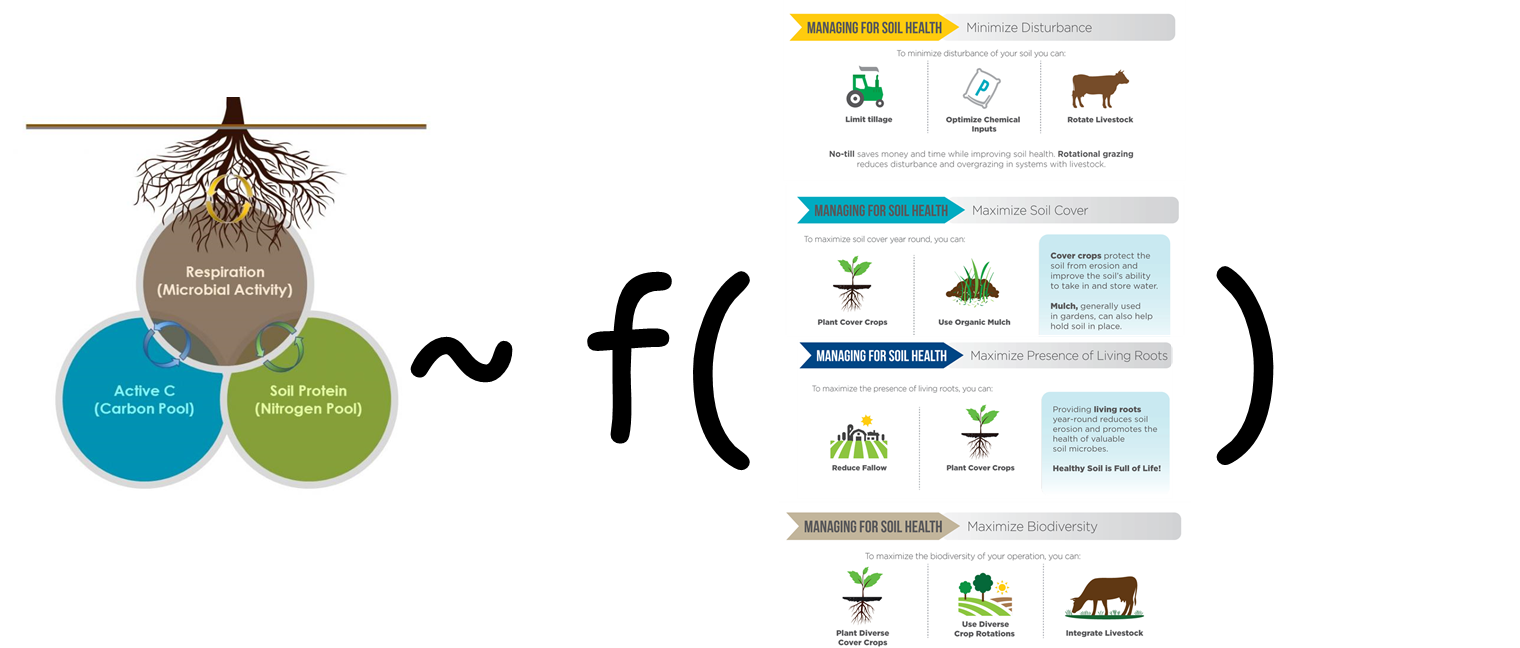 Respiration
(Microbial Activity)
Active C
(Carbon Pool)
Soil Protein
(Nitrogen Pool)
~ f(
MANAGING FOR SOIL HEALTH Minimize Disturbance
To minimize disturbance of your soil you can:
P
Limit tillage
Optimize Chemical
Inputs
Rotate Livestock
No-till saves money and time while improving soil health. Rotational grazing
reduces disturbance and overgrazing in systems with livestock.
MANAGING FOR SOIL HEALTH Maximize Soil Cover
To maximize soil cover year round, you can:
Plant Cover Crops
Use Organic Mulch
Cover crops protect the
soil from erosion and
improve the soil's ability
to take in and store water.
Mulch, generally used
in gardens, can also help
hold soil in place.
MANAGING FOR SOIL HEALTH Maximize Presence of Living Roots
To maximize the presence of living roots, you can:
Reduce Fallow
Plant Cover Crops
Providing living roots
year-round reduces soil
erosion and promotes the
health of valuable
soil microbes.
Healthy Soil is Full of Life!
MANAGING FOR SOIL HEALTH Maximize Biodiversity
To maximize the biodiversity of your operation, you can:
Plant Diverse
Cover Crops
Use Diverse
Crop Rotations
Integrate Livestock
)